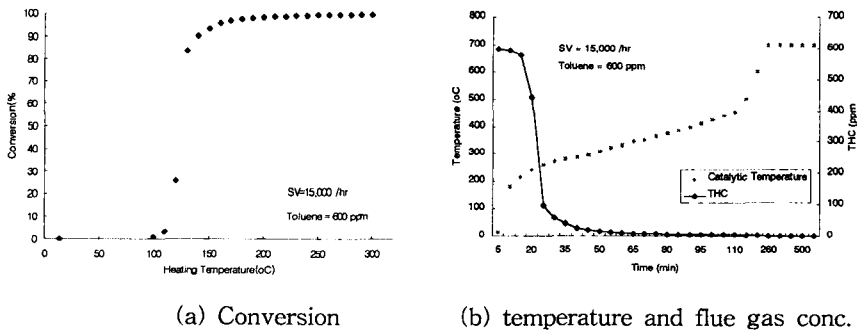 100
90
80
70
60
50
40
30
20
10
0
Conversion(%
SV=15,000 /hr
Toluene = 600 ppm
0 50 100 150 200 250 300
Heating Temperature(oC)
(a) Conversion
800
700
600
500
400
300
200
100
0
Temperature (oC
SV = 15,000 /hr
Toluene = 600 ppm
Catalytic Temperature
THC
700
600
500
400
300
200
100
0
THC (ppm
5 20 35 50 65 80 95 110 260 500
Time (min)
(b) temperature and flue gas conc.